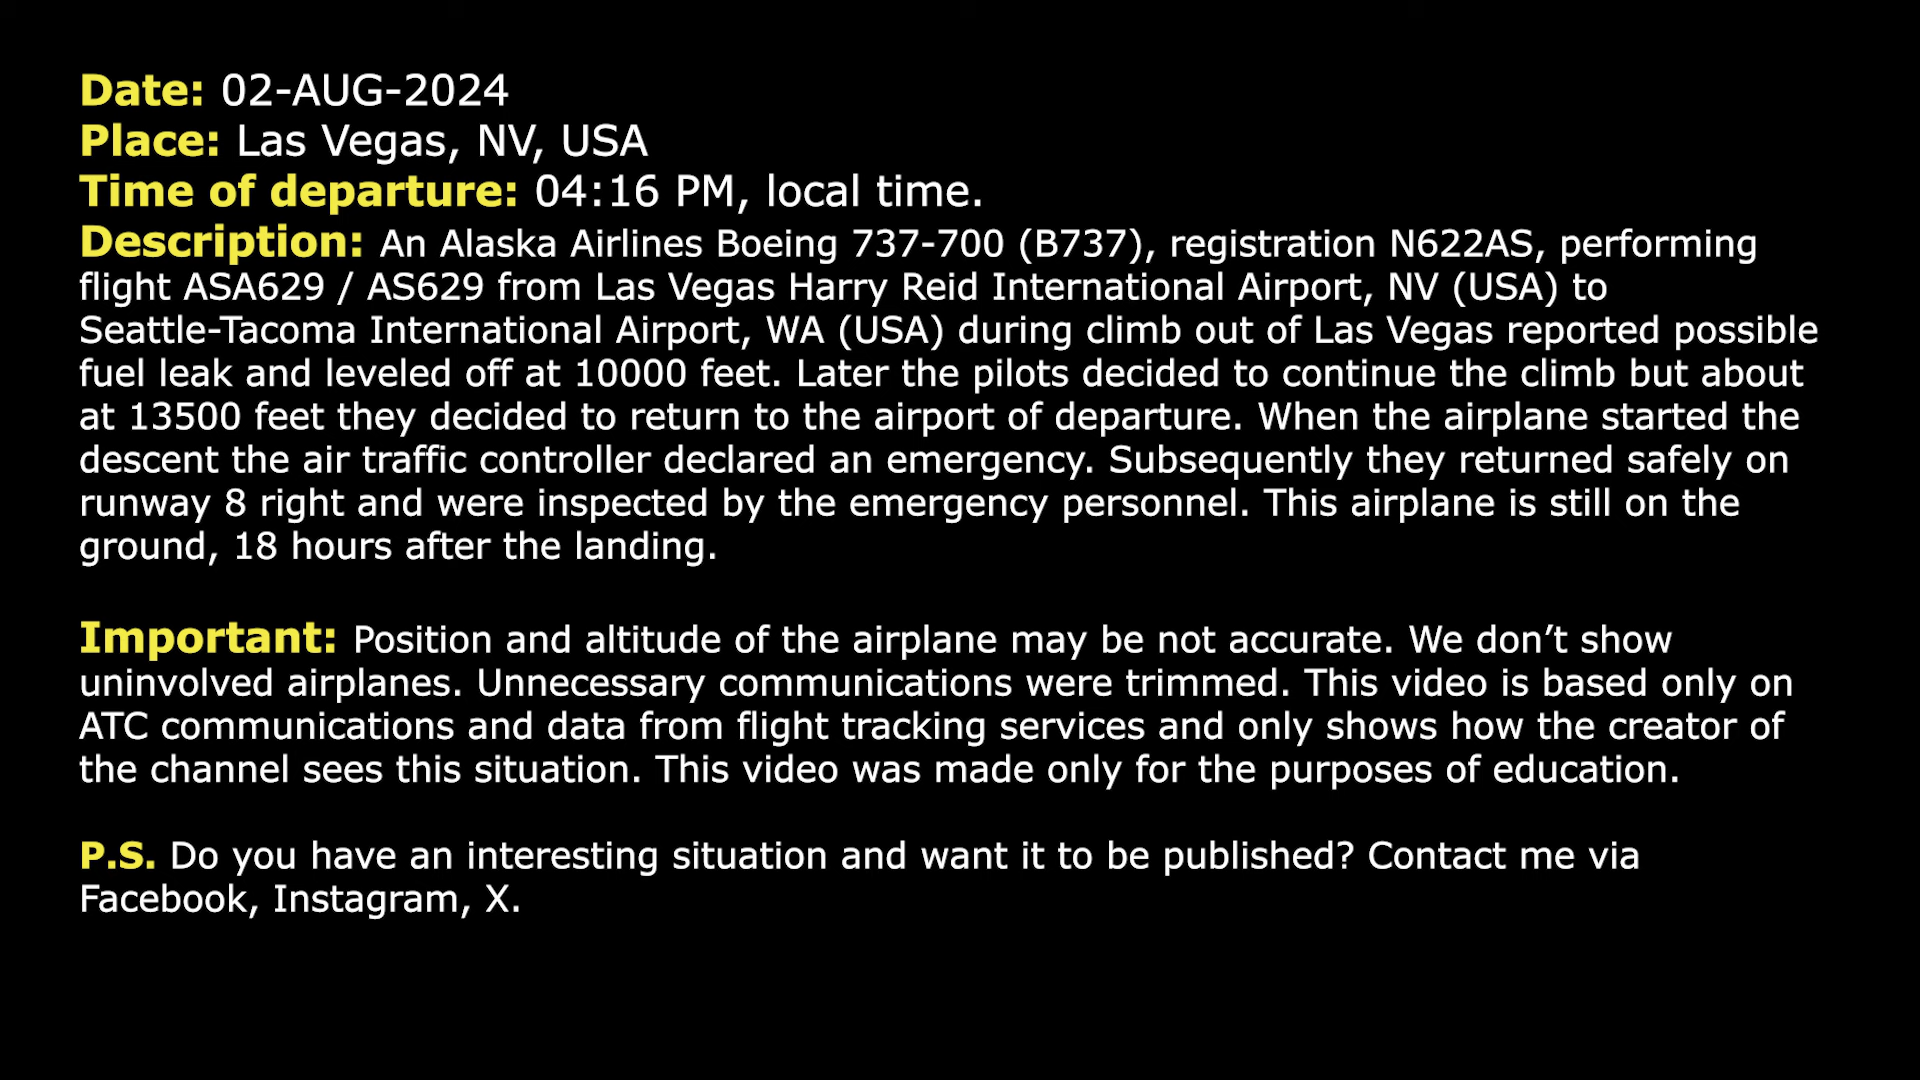 Date: 02-AUG-2024
Place: Las Vegas, NV, USA
Time of departure: 04:16 PM, local time.
Description: An Alaska Airlines Boeing 737-700 (B737), registration N622AS, performing
flight ASA629 / AS629 from Las Vegas Harry Reid International Airport, NV (USA) to
Seattle-Tacoma International Airport, WA (USA) during climb out of Las Vegas reported possible
fuel leak and leveled off at 10000 feet. Later the pilots decided to continue the climb but about
at 13500 feet they decided to return to the airport of departure. When the airplane started the
descent the air traffic controller declared an emergency. Subsequently they returned safely on
runway 8 right and were inspected by the emergency personnel. This airplane is still on the
ground, 18 hours after the landing.
Important: Position and altitude of the airplane may be not accurate. We don’t show
uninvolved airplanes. Unnecessary communications were trimmed. This video is based only on
ATC communications and data from flight tracking services and only shows how the creator of
the channel sees this situation. This video was made only for the purposes of education.
P.S. Do you have an interesting situation and want it to be published? Contact me via
Facebook, Instagram, X.